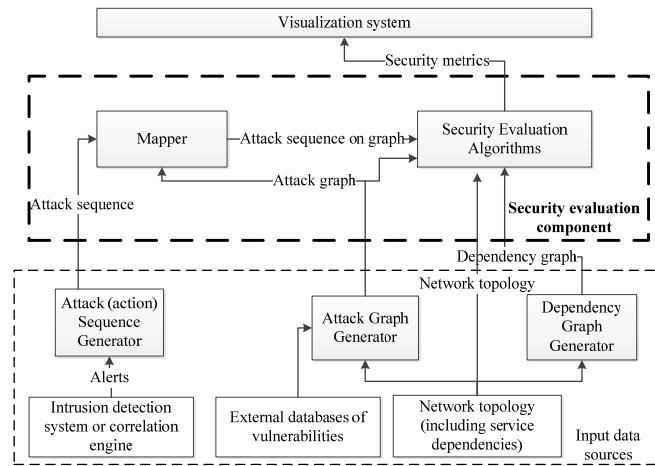 Visualization system
Security metrics
Mapper
Attack sequence on graph
Security Evaluation
Algorithms
Attack graph
Attack sequence
Security evaluation
component
Dependency graph
Network topology
Attack (action)
Sequence
Generator
Attack Graph
Generator
Dependency
Graph
Generator
Alerts
Intrusion detection
system or correlation
engine
External databases of
vulnerabilities
Network topology
(including service
dependencies)
Input data
sources